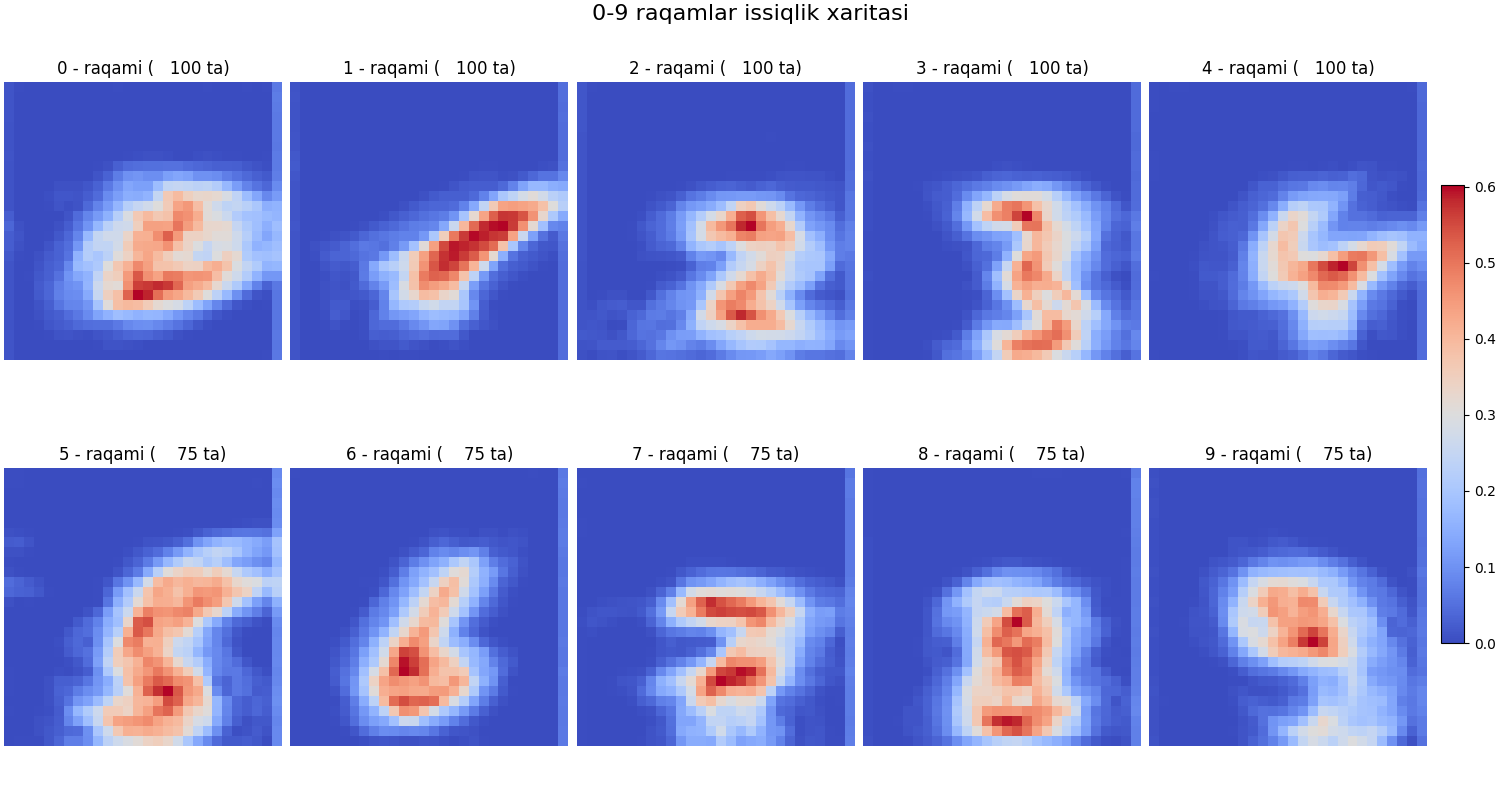 0-9 raqamlar issiqlik xaritasi
0 - raqami (   100 ta)
1 - raqami (   100 ta)
2 - raqami (   100 ta)
3 - raqami (   100 ta)
4 - raqami (   100 ta)
0.6
0.5
0.4
0.3
0.2
0.1
0.0
5 - raqami (    75 ta)
6 - raqami (    75 ta)
7 - raqami (    75 ta)
8 - raqami (    75 ta)
9 - raqami (    75 ta)